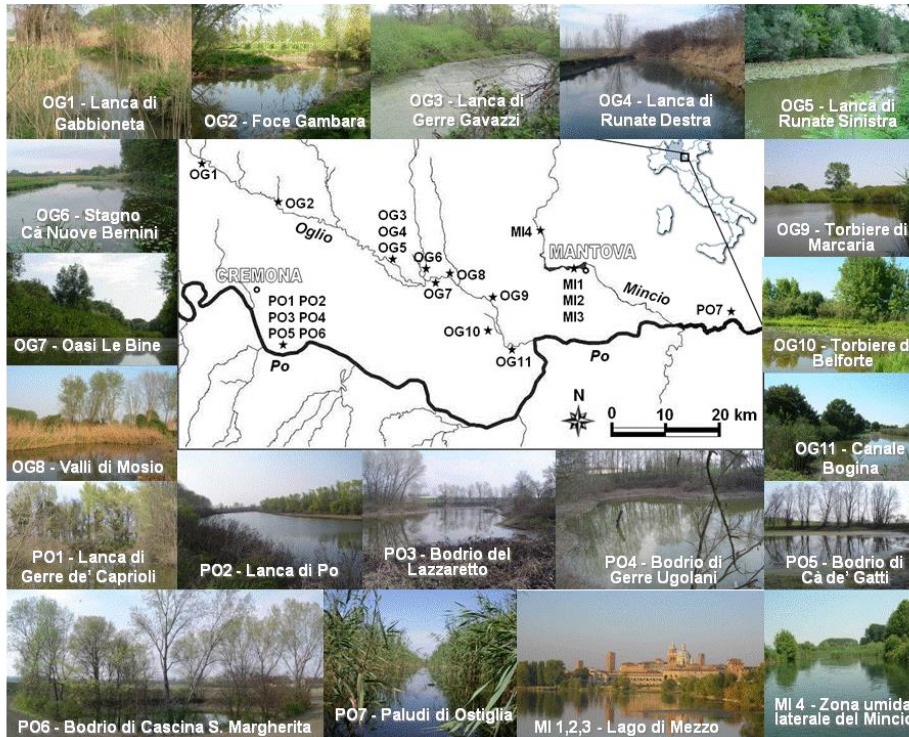 OG1 - Lanca di
Gabbioneta
OG2 - Foce Gambara
OG3 - Lanca di
Gerre Gavazzi
OG4 - Lanca di
Runate Destra
OG5 - Lanca di
Runate Sinistra
OG6 - Stagno
Cà Nuove Bernini
OG7 - Oasi Le Bine
OG8 - Valli di Mosio
OG1
OG2
Oglio
OG3
OG4
OG5
OG6
OG7
OG8
OG9
OG10
OG11
CREMONA
PO1 PO2
PO3 PO4
PO5 PO6
Po
MI4
MANTOVA
MI1
MI2
MI3
Mincio
PO7
Po
N
0 10 20 km
OG9 - Torbiere di
Marcaria
OG10 - Torbiere d
Belforte
OG11 - Canale
Bogina
PO1 - Lanca di
Gerre de' Caprioli
PO2 - Lanca di Po
PO3 - Bodrio del
Lazzaretto
PO4 - Bodrio di
Gerre Ugolani
PO5 - Bodrio di
Cà de' Gatti
PO6 - Bodrio di Cascina S. Margherita
PO7 - Paludi di Ostiglia
MI 1,2,3 - Lago di Mezzo
MI 4 - Zona umida
laterale del Mincio